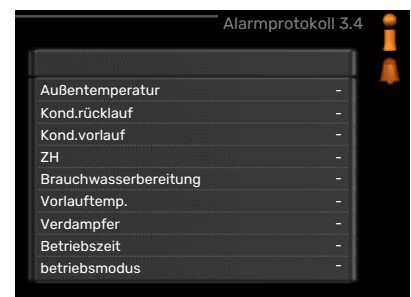 Alarmprotokoll 3.4
Außentemperatur -
Kond.rücklauf -
Kond.vorlauf -
ZH -
Brauchwasserbereitung -
Vorlauftemp. -
Verdampfer -
Betriebszeit -
betriebsmodus -